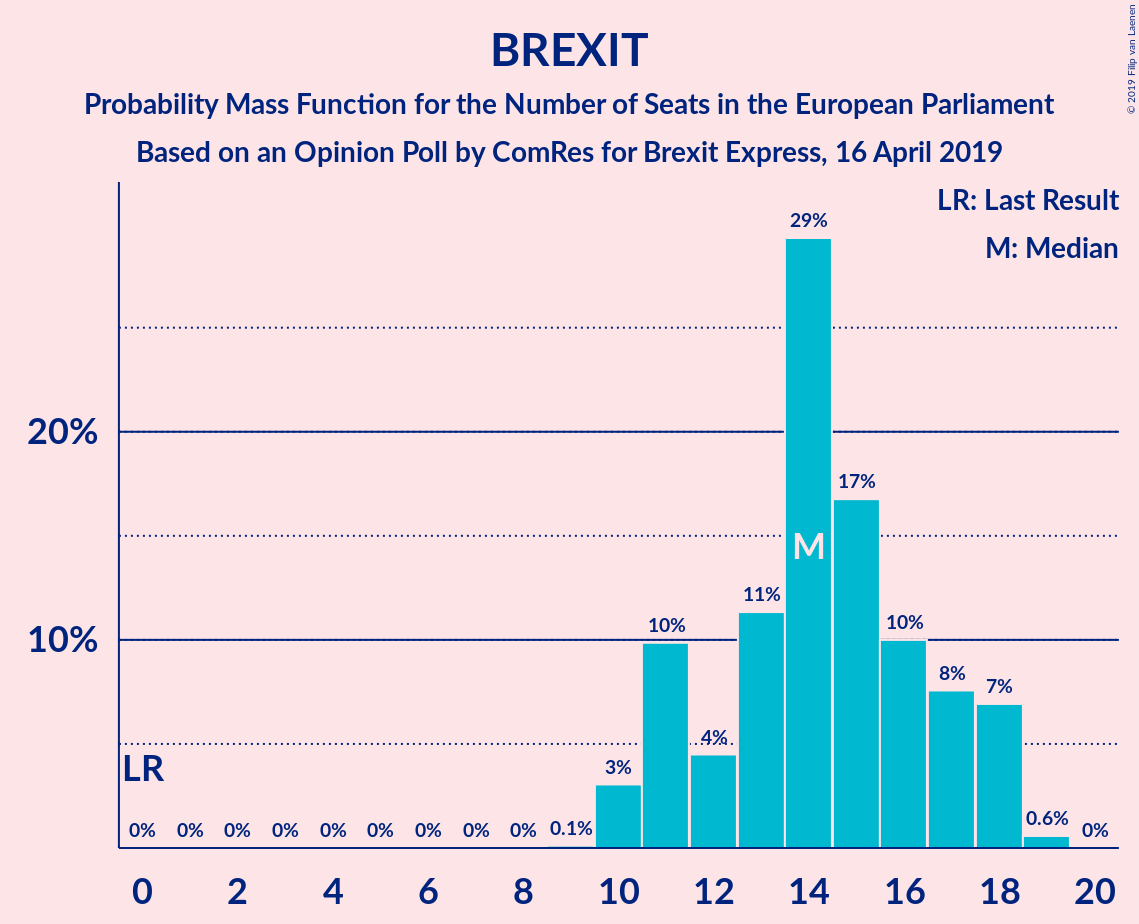 BREXIT
Probability Mass Function for the Number of Seats in the European Parliament
Based on an Opinion Poll by ComRes for Brexit Express, 16 April 2019
© 2019 Filip van Laenen
LR: Last Result
M: Median
20%
10%
LR
M
0% 0% 0% 0% 0% 0% 0% 0% 0% 0.1% 3% 10% 4% 11% 29% 17% 10% 8% 7% 0.6% 0%
0 2 4 6 8 10 12 14 16 18 20